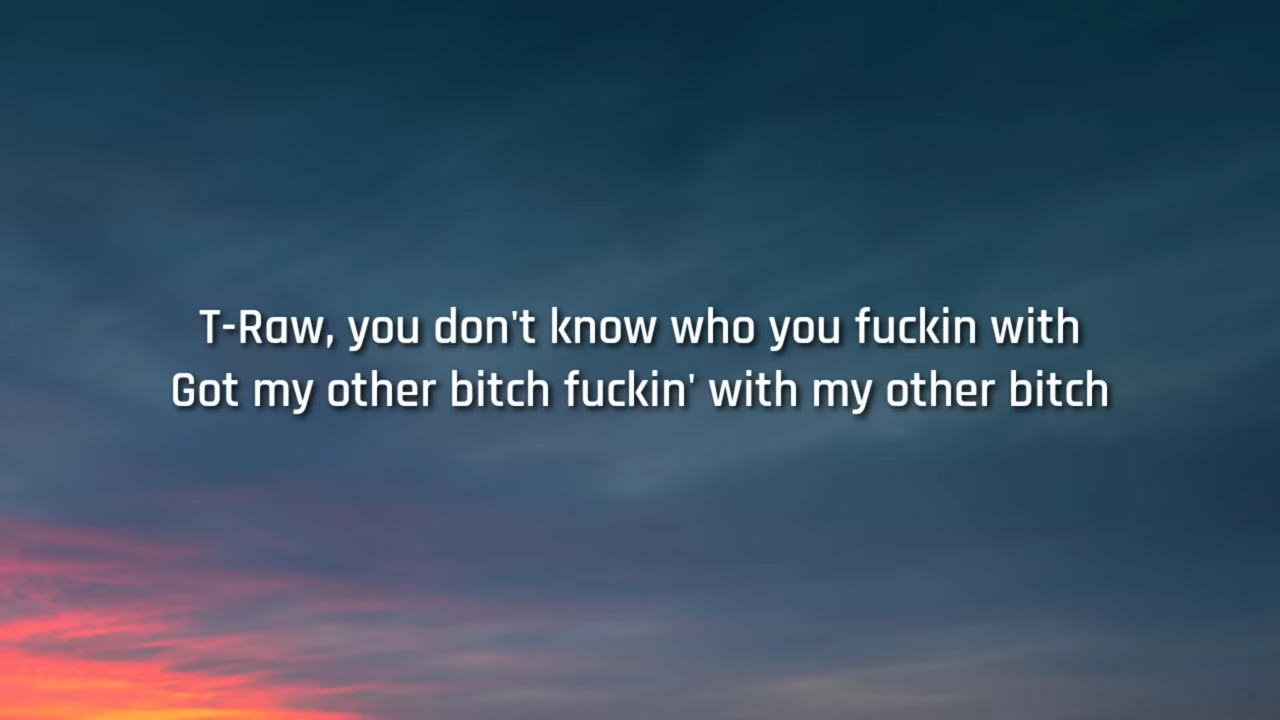 T-Raw, you don't know who you fuckin with
Got my other bitch fuckin' with my other bitch